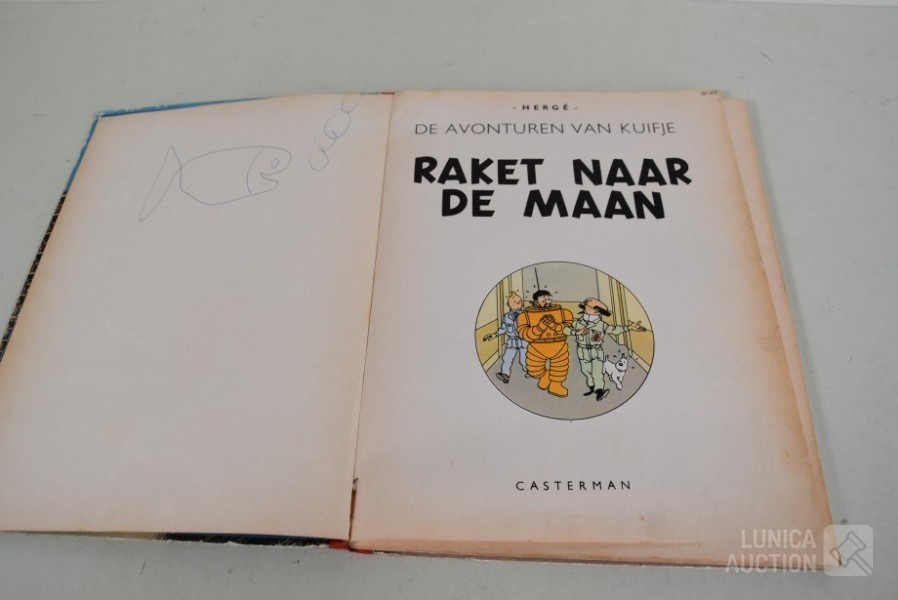 - HERGÉ -
DE AVONTUREN VAN KUIFJE
RAKET NAAR
DE MAAN
CASTERMAN
LUNICA
AUCTION